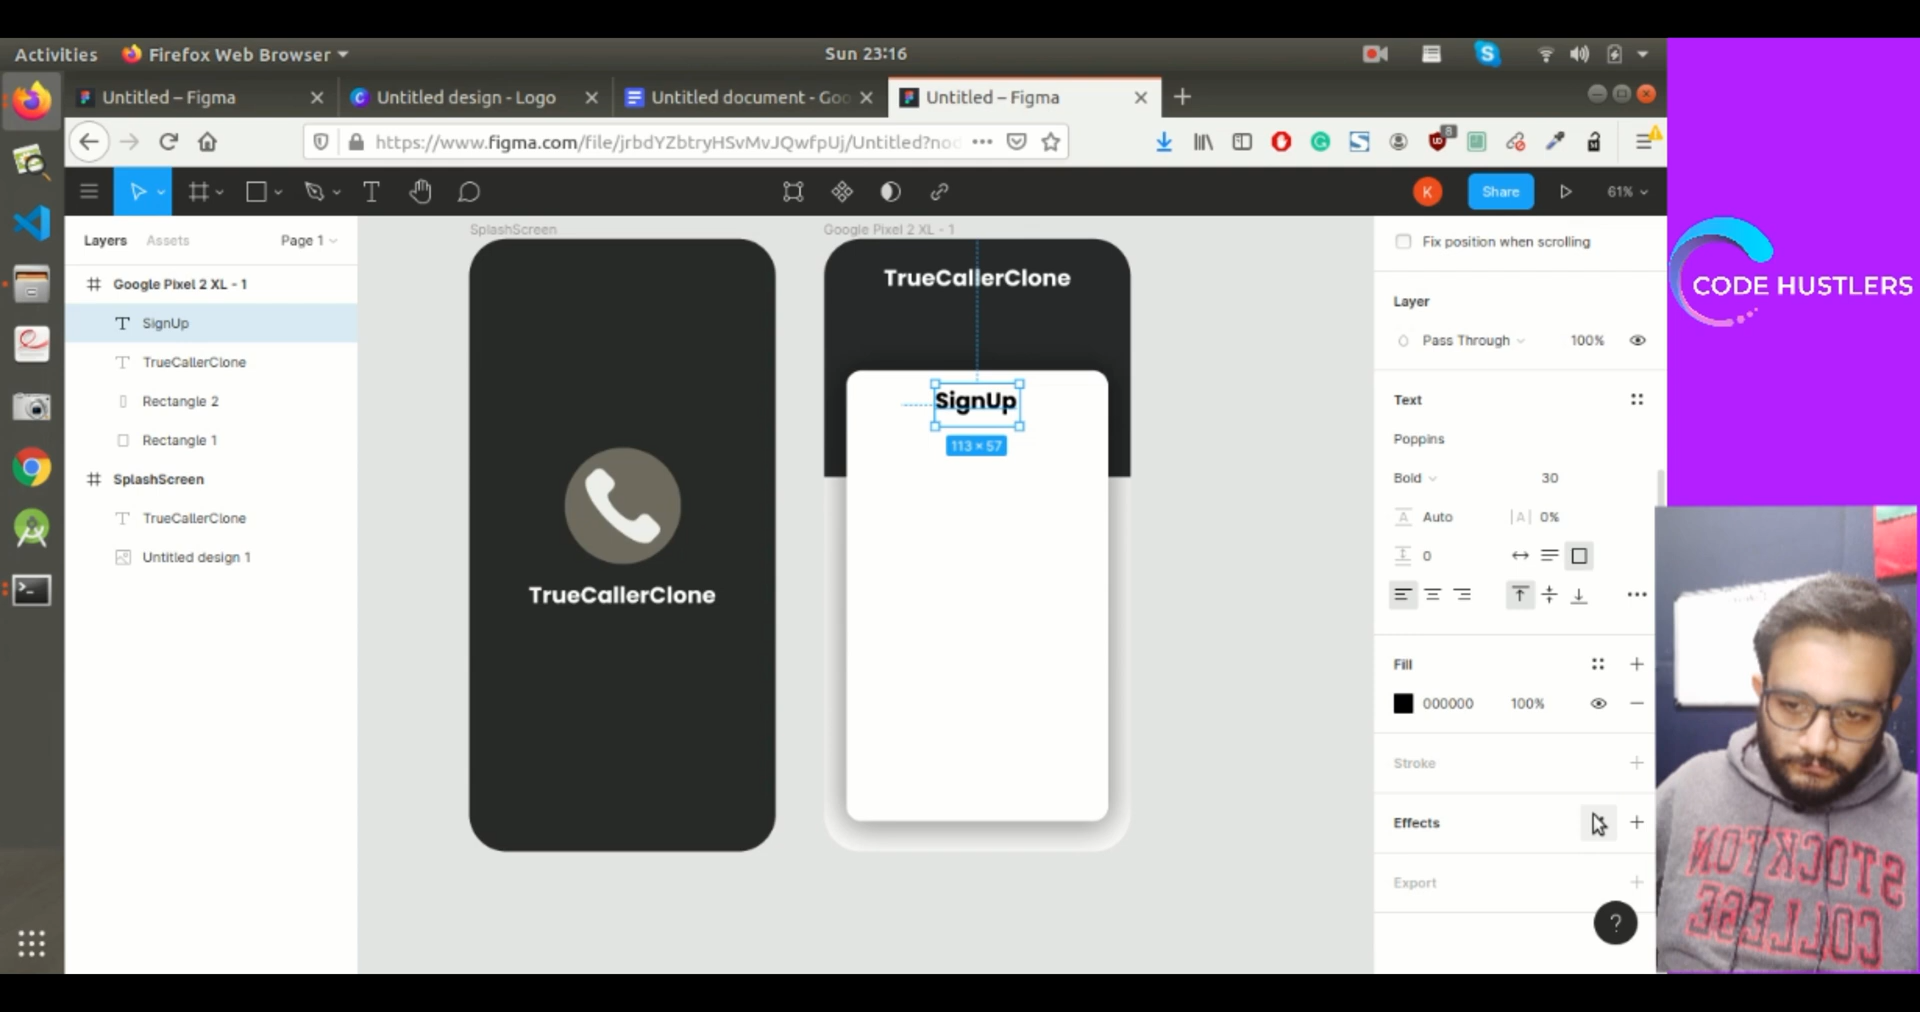 Activities
Firefox Web Browser
Sun 23:16
Untitled – Figma
Untitled design - Logo
Untitled document - Goo
Untitled – Figma
https://www.figma.com/file/jrbdYZbtryHSvMvJQwfpUj/Untitled?nod
8
K
Share
61%
Layers
Assets
Page 1
Google Pixel 2 XL - 1
SignUp
TrueCallerClone
Rectangle 2
Rectangle 1
SplashScreen
TrueCallerClone
Untitled design 1
SplashScreen
TrueCallerClone
Google Pixel 2 XL - 1
TrueCallerClone
SignUp
113 × 57
Fix position when scrolling
Layer
Pass Through
100%
Text
Poppins
Bold
30
Auto
0%
0
Fill
000000
100%
Stroke
Effects
Export
?
CODE HUSTLERS
STOCKTON
COLLEGE